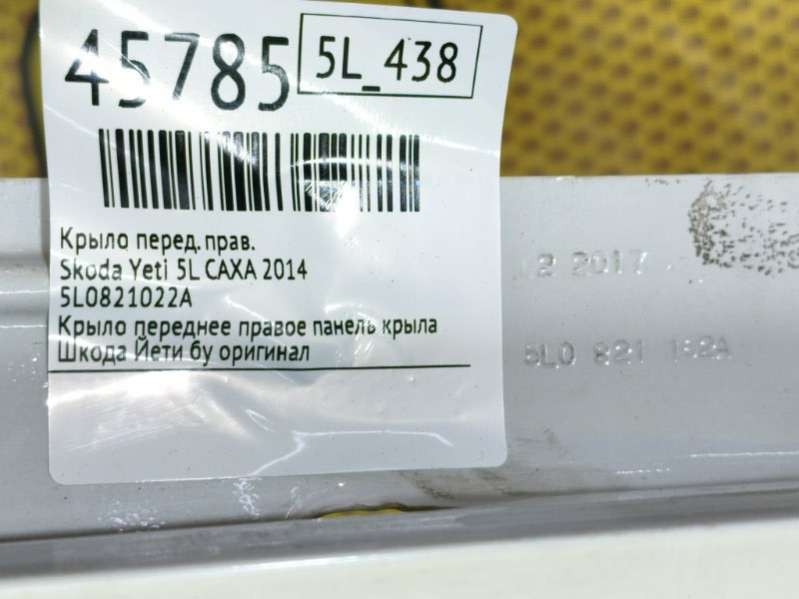 45785
5L_438
Крыло перед. прав.
Skoda Yeti 5L CAXA 2014
5L0821022A
Крыло переднее правое панель крыла
Шкода Йети бу оригинал
2 2017
5L0 821